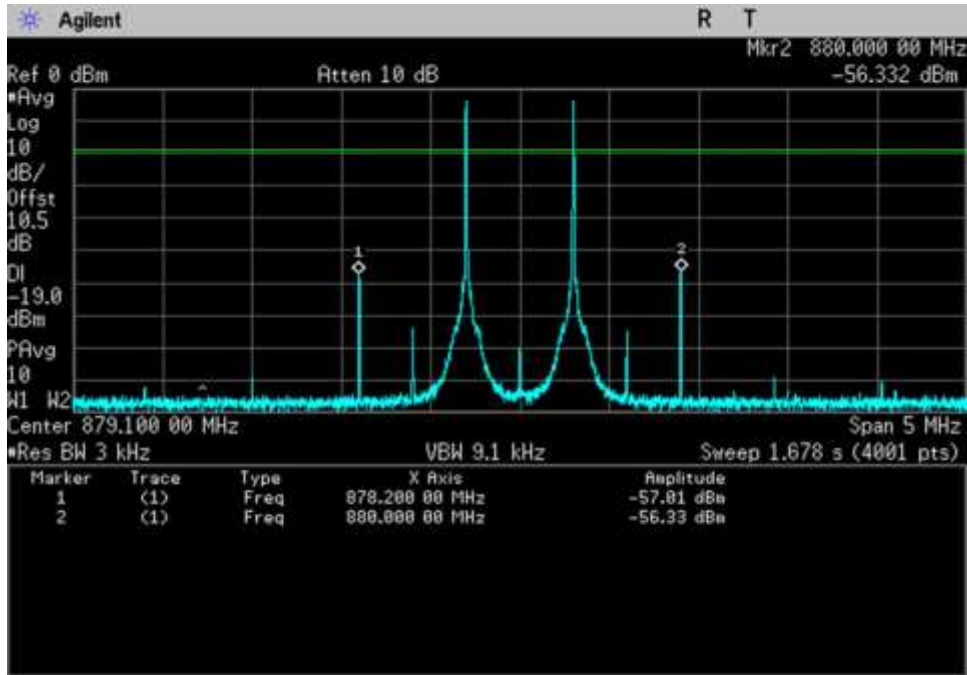 Agilent R T
Mkr2 880.000 00 MHz
Ref 0 dBm Atten 10 dB -56.332 dBm
#Avg
Log
10
dB/
Offst
10.5
dB
DI
-19.0
dBm
PAvg
10
W1 W2
1
2
Center 879.100 00 MHz Span 5 MHz
#Res BW 3 kHz VBW 9.1 kHz Sweep 1.678 s (4001 pts)
Marker Trace Type X Axis Amplitude
1 (1) Freq 878.200 00 MHz -57.01 dBm
2 (1) Freq 880.000 00 MHz -56.33 dBm